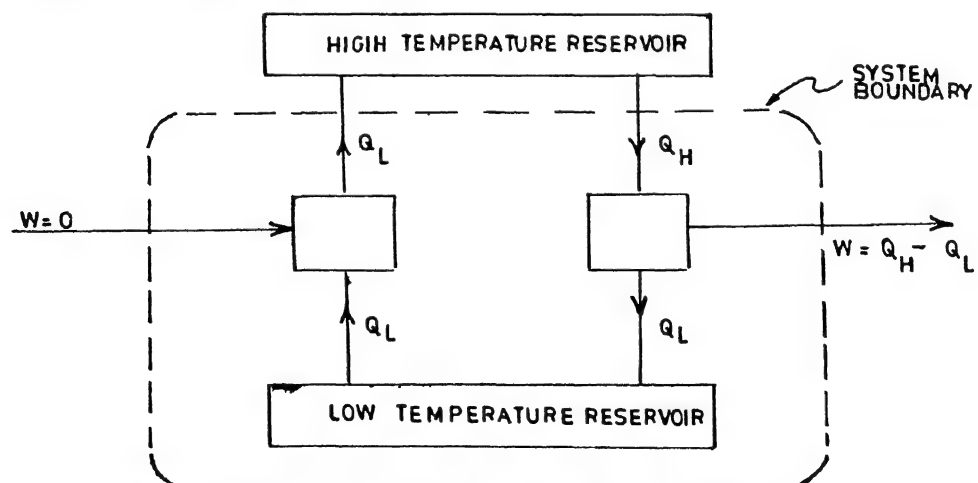 HIGIH TEMPERATURE RESERVOIR
SYSTEM
BOUNDARY
Q_L
Q_H
W=0
W= Q_H- Q_L
Q_L
Q_L
LOW TEMPERATURE RESERVOIR